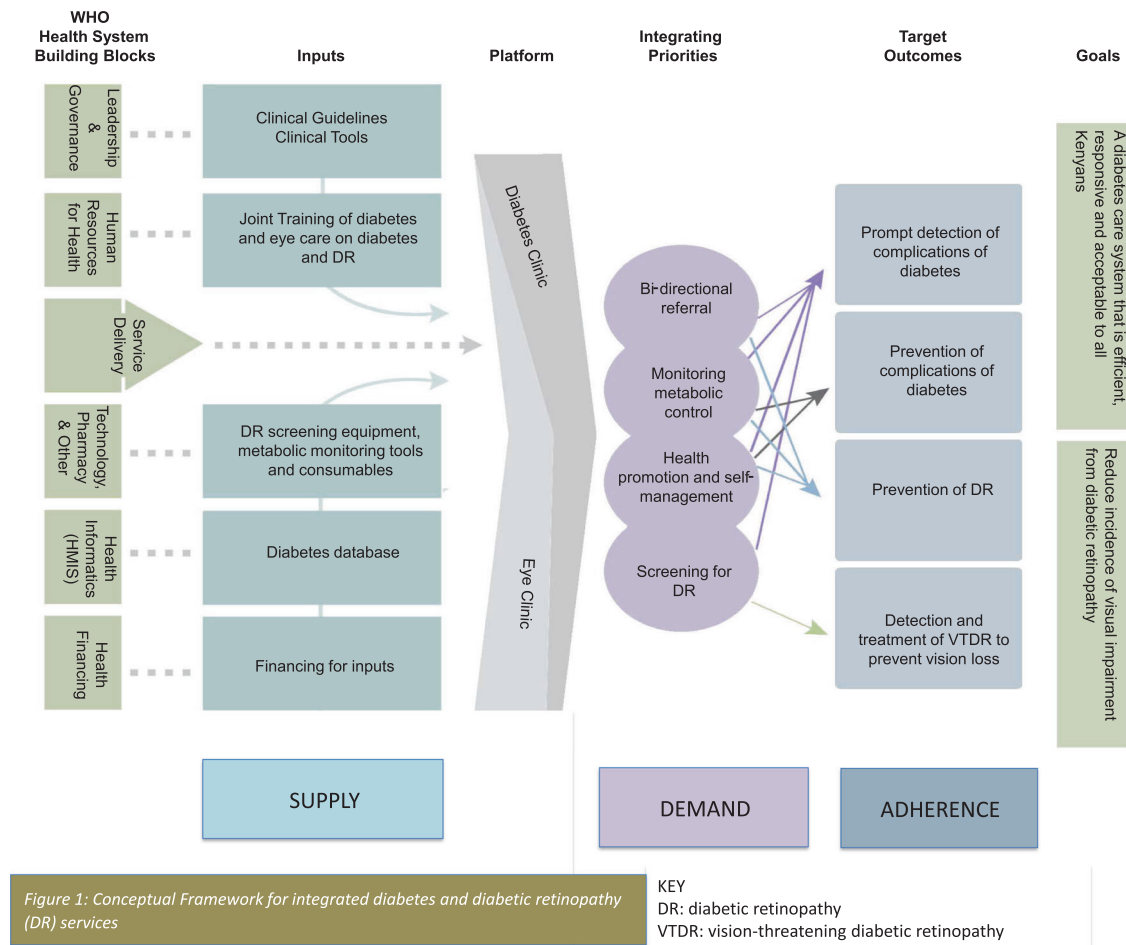 WHO
Health System
Building Blocks
Inputs
Platform
Integrating
Priorities
Target
Outcomes
Goals
Leadership
&
Governance
Clinical Guidelines
Clinical Tools
Human
Resources
for Health
Joint Training of diabetes
and eye care on diabetes
and DR
Service
Delivery
Technology,
Pharmacy
& Other
DR screening equipment,
metabolic monitoring tools
and consumables
Health
Informatics
(HMIS)
Diabetes database
Health
Financing
Financing for inputs
Diabetes Clinic
Eye Clinic
Bi-directional
referral
Monitoring
metabolic
control
Health
promotion and self-
management
Screening for
DR
Prompt detection of
complications of
diabetes
Prevention of
complications of
diabetes
Prevention of DR
Detection and
treatment of VTDR to
prevent vision loss
A diabetes care system that is efficient,
responsive and acceptable to all
Kenyans
Reduce incidence of visual impairment
from diabetic retinopathy
SUPPLY
DEMAND
ADHERENCE
Figure 1: Conceptual Framework for integrated diabetes and diabetic retinopathy
(DR) services
KEY
DR: diabetic retinopathy
VTDR: vision-threatening diabetic retinopathy